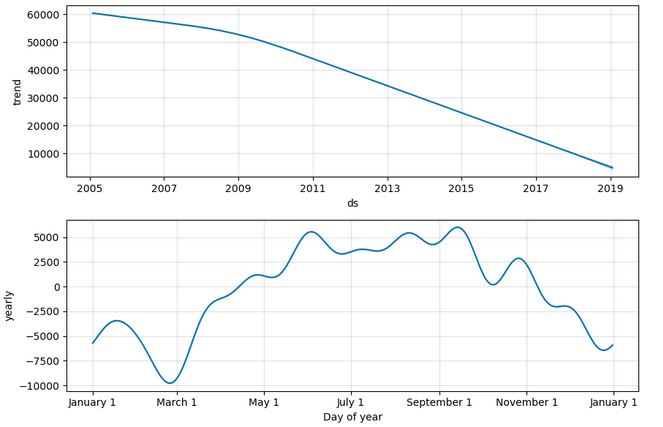 60000
50000
40000
30000
20000
10000
trend
2005 2007 2009 2011 2013 2015 2017 2019
ds
5000
2500
0
−2500
−5000
−7500
−10000
yearly
January 1 March 1 May 1 July 1 September 1 November 1 January 1
Day of year